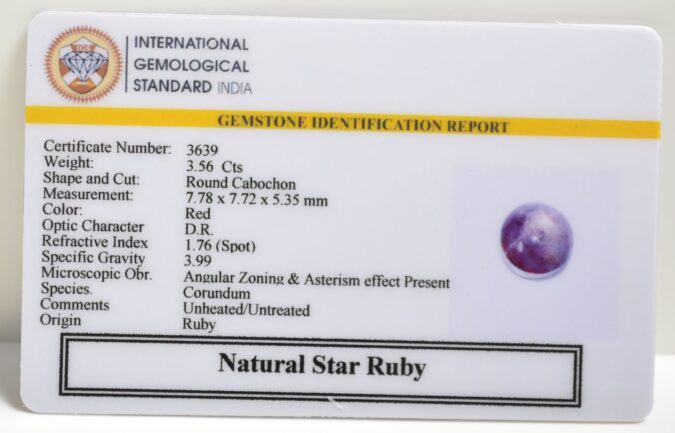 IGS
INTERNATIONAL
GEMOLOGICAL
STANDARD INDIA
GEMSTONE IDENTIFICATION REPORT
Certificate Number: 3639
Weight: 3.56 Cts
Shape and Cut: Round Cabochon
Measurement: 7.78 x 7.72 x 5.35 mm
Color: Red
Optic Character D.R.
Refractive Index 1.76 (Spot)
Specific Gravity 3.99
Microscopic Obr. Angular Zoning & Asterism effect Present
Species. Corundum
Comments Unheated/Untreated
Origin Ruby
Natural Star Ruby